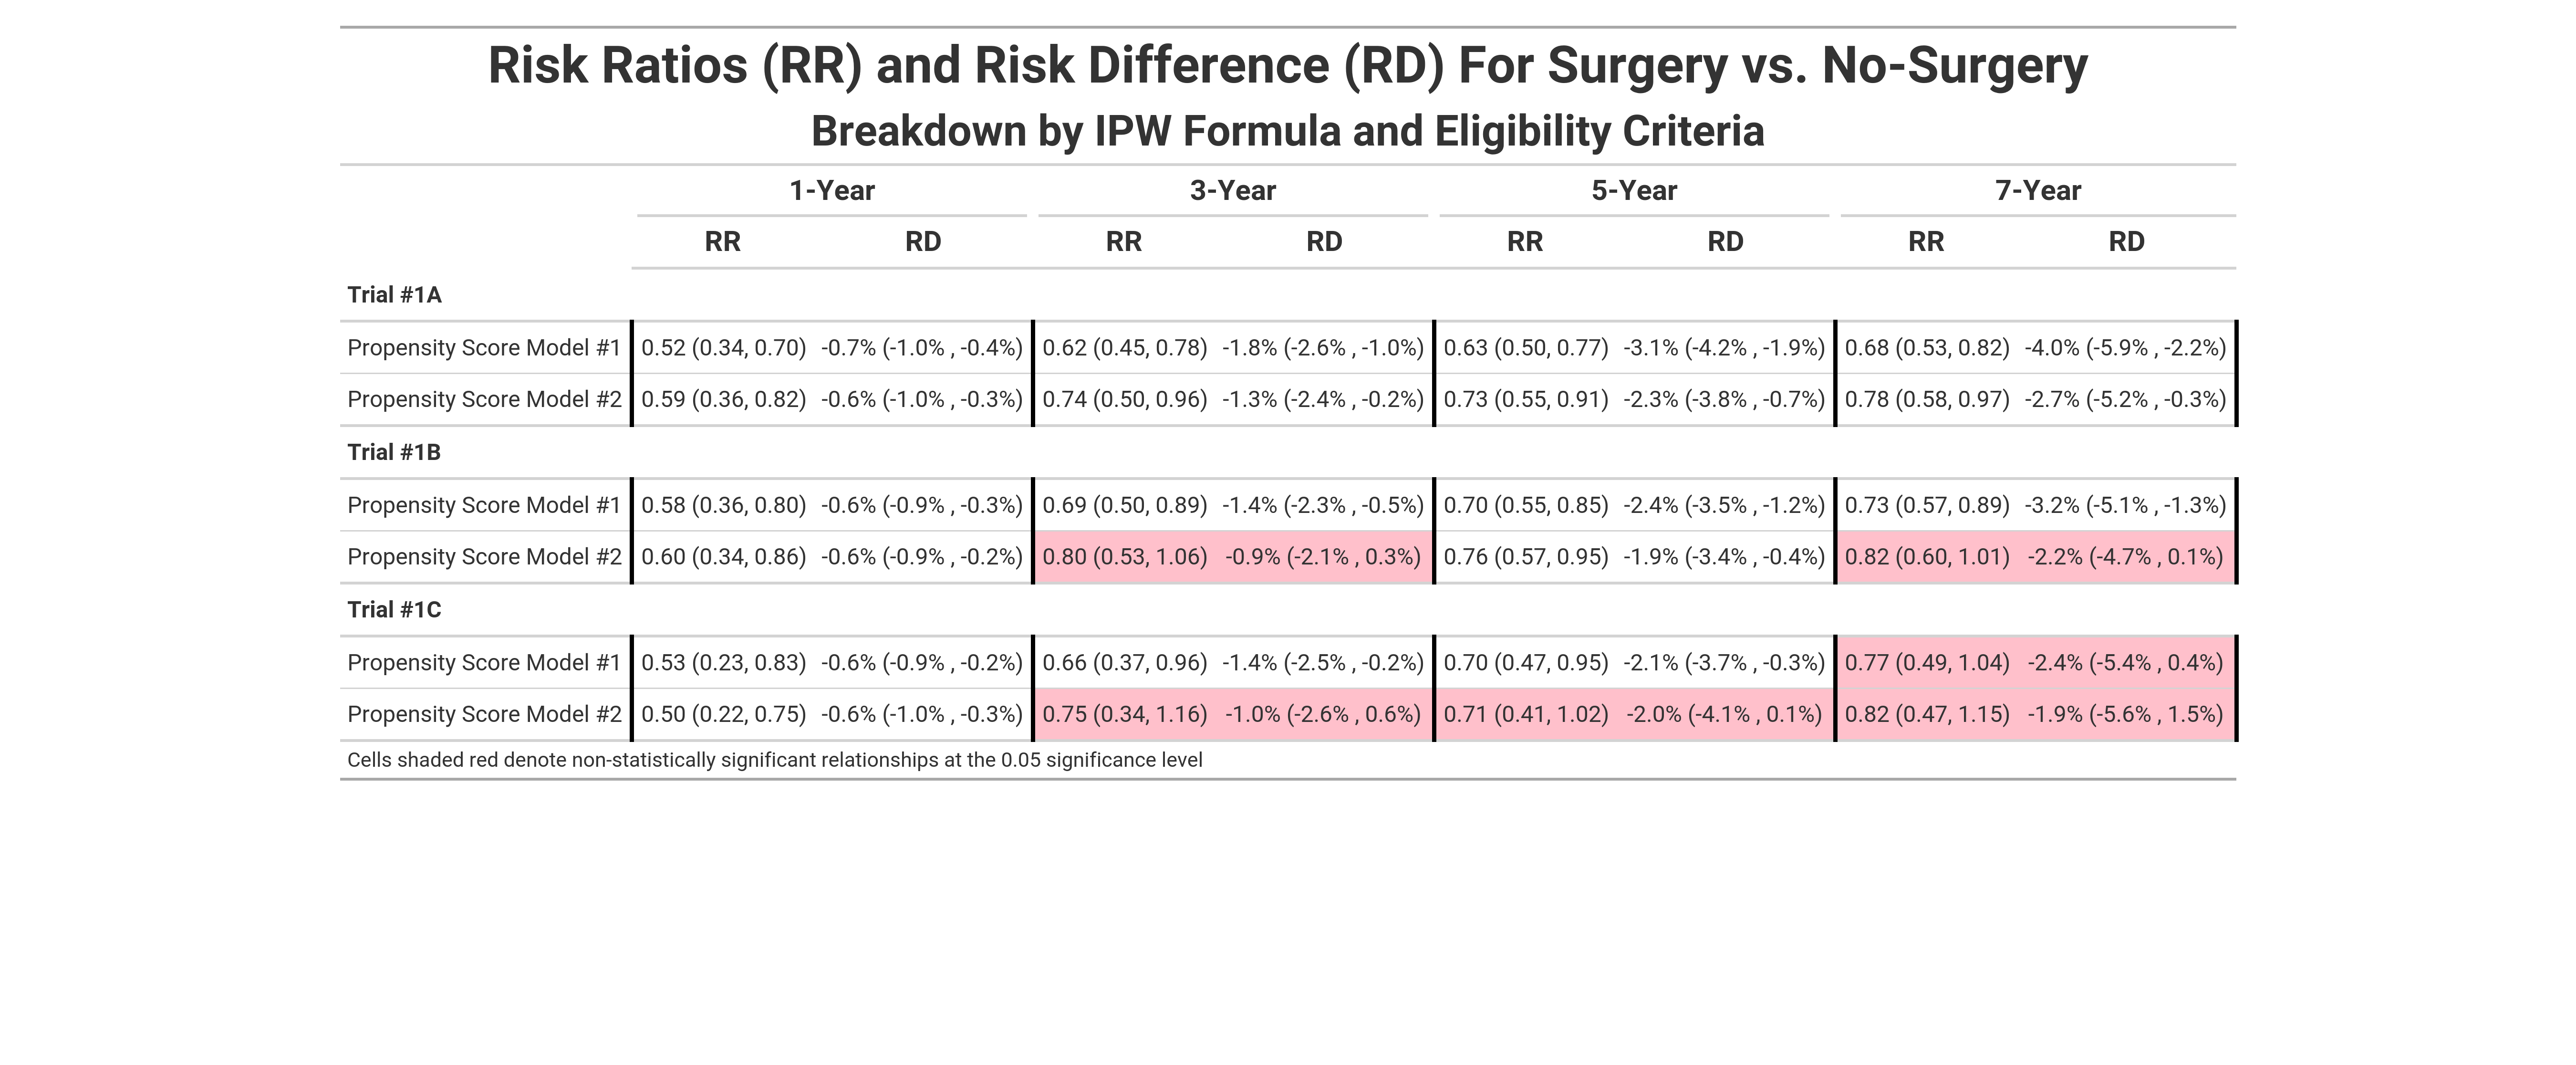 Risk Ratios (RR) and Risk Difference (RD) For Surgery vs. No-Surgery
Breakdown by IPW Formula and Eligibility Criteria
1-Year 3-Year 5-Year 7-Year
RR RD RR RD RR RD RR RD
Trial #1A
Propensity Score Model #1 0.52 (0.34, 0.70) -0.7% (-1.0% , -0.4%) 0.62 (0.45, 0.78) -1.8% (-2.6% , -1.0%) 0.63 (0.50, 0.77) -3.1% (-4.2% , -1.9%) 0.68 (0.53, 0.82) -4.0% (-5.9% , -2.2%)
Propensity Score Model #2 0.59 (0.36, 0.82) -0.6% (-1.0% , -0.3%) 0.74 (0.50, 0.96) -1.3% (-2.4% , -0.2%) 0.73 (0.55, 0.91) -2.3% (-3.8% , -0.7%) 0.78 (0.58, 0.97) -2.7% (-5.2% , -0.3%)
Trial #1B
Propensity Score Model #1 0.58 (0.36, 0.80) -0.6% (-0.9% , -0.3%) 0.69 (0.50, 0.89) -1.4% (-2.3% , -0.5%) 0.70 (0.55, 0.85) -2.4% (-3.5% , -1.2%) 0.73 (0.57, 0.89) -3.2% (-5.1% , -1.3%)
Propensity Score Model #2 0.60 (0.34, 0.86) -0.6% (-0.9% , -0.2%) 0.80 (0.53, 1.06) -0.9% (-2.1% , 0.3%) 0.76 (0.57, 0.95) -1.9% (-3.4% , -0.4%) 0.82 (0.60, 1.01) -2.2% (-4.7% , 0.1%)
Trial #1C
Propensity Score Model #1 0.53 (0.23, 0.83) -0.6% (-0.9% , -0.2%) 0.66 (0.37, 0.96) -1.4% (-2.5% , -0.2%) 0.70 (0.47, 0.95) -2.1% (-3.7% , -0.3%) 0.77 (0.49, 1.04) -2.4% (-5.4% , 0.4%)
Propensity Score Model #2 0.50 (0.22, 0.75) -0.6% (-1.0% , -0.3%) 0.75 (0.34, 1.16) -1.0% (-2.6% , 0.6%) 0.71 (0.41, 1.02) -2.0% (-4.1% , 0.1%) 0.82 (0.47, 1.15) -1.9% (-5.6% , 1.5%)
Cells shaded red denote non-statistically significant relationships at the 0.05 significance level